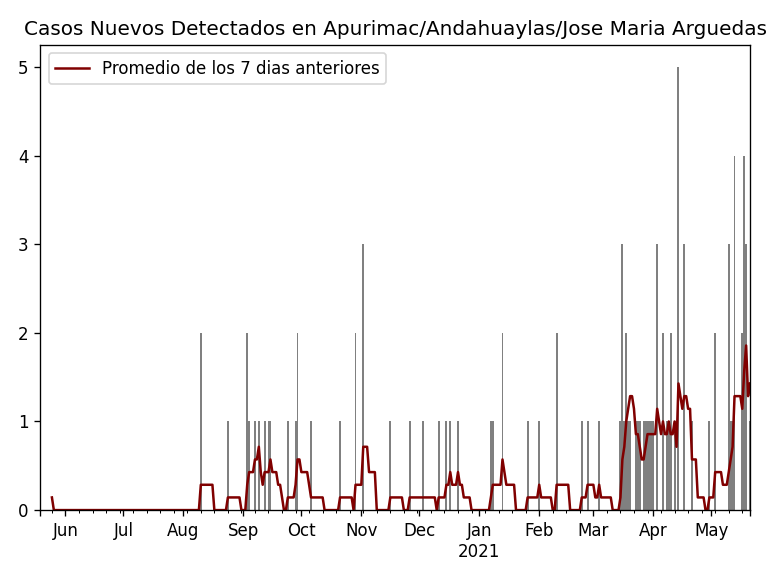 Casos Nuevos Detectados en Apurimac/Andahuaylas/Jose Maria Arguedas
Promedio de los 7 dias anteriores
5
4
3
2
1
0
Jun Jul Aug Sep Oct Nov Dec Jan Feb Mar Apr May
2021